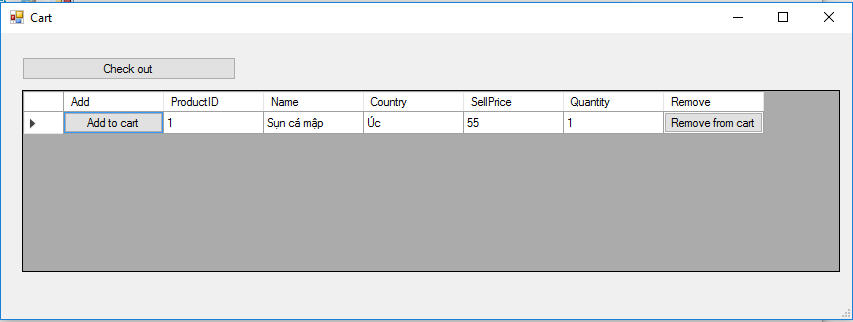 Cart
Check out
Add ProductID Name Country SellPrice Quantity Remove
Add to cart 1 Sụn cá mập Úc 55 1 Remove from cart